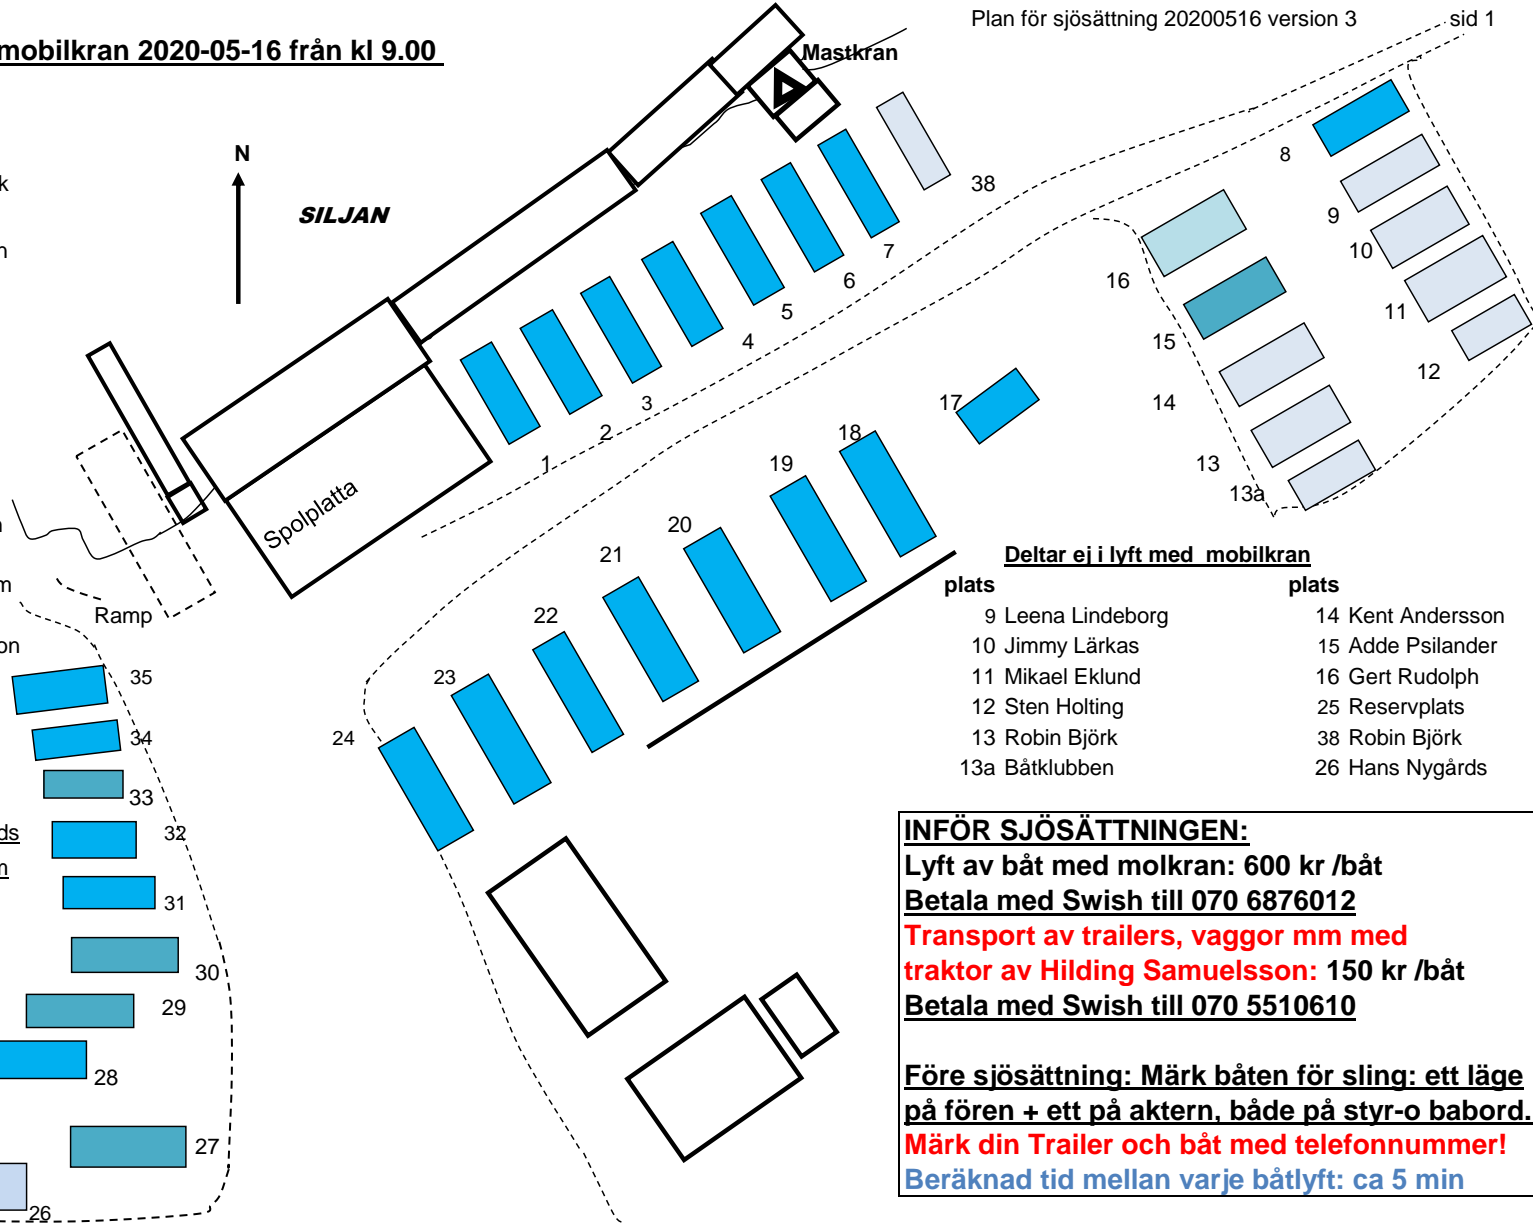 Plan för sjösättning 20200516 version 3 sid 1
mobilkran 2020-05-16 från kl 9.00
Mastkran
N
SILJAN
k
n
38
8
9
10
11
12
16
15
14
13
13a
7
6
5
4
3
2
1
17
18
19
20
21
22
23
24
Spolplatta
n
m
Ramp
on
35
34
33
ds
32
m
31
30
29
28
27
26
Deltar ej i lyft med mobilkran
plats plats
9 Leena Lindeborg 14 Kent Andersson
10 Jimmy Lärkas 15 Adde Psilander
11 Mikael Eklund 16 Gert Rudolph
12 Sten Holting 25 Reservplats
13 Robin Björk 38 Robin Björk
13a Båtklubben 26 Hans Nygårds
INFÖR SJÖSÄTTNINGEN:
Lyft av båt med molkran: 600 kr /båt
Betala med Swish till 070 6876012
Transport av trailers, vaggor mm med
traktor av Hilding Samuelsson: 150 kr /båt
Betala med Swish till 070 5510610
Före sjösättning: Märk båten för sling: ett läge
på fören + ett på aktern, både på styr-o babord.
Märk din Trailer och båt med telefonnummer!
Beräknad tid mellan varje båtlyft: ca 5 min